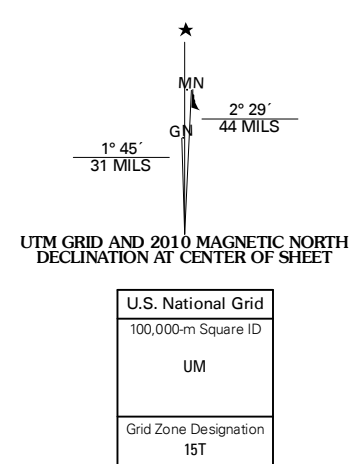 MN
GN
2° 29´
44 MILS
1° 45´
31 MILS
UTM GRID AND 2010 MAGNETIC NORTH
DECLINATION AT CENTER OF SHEET
U.S. National Grid
100,000-m Square ID
UM
Grid Zone Designation
15T